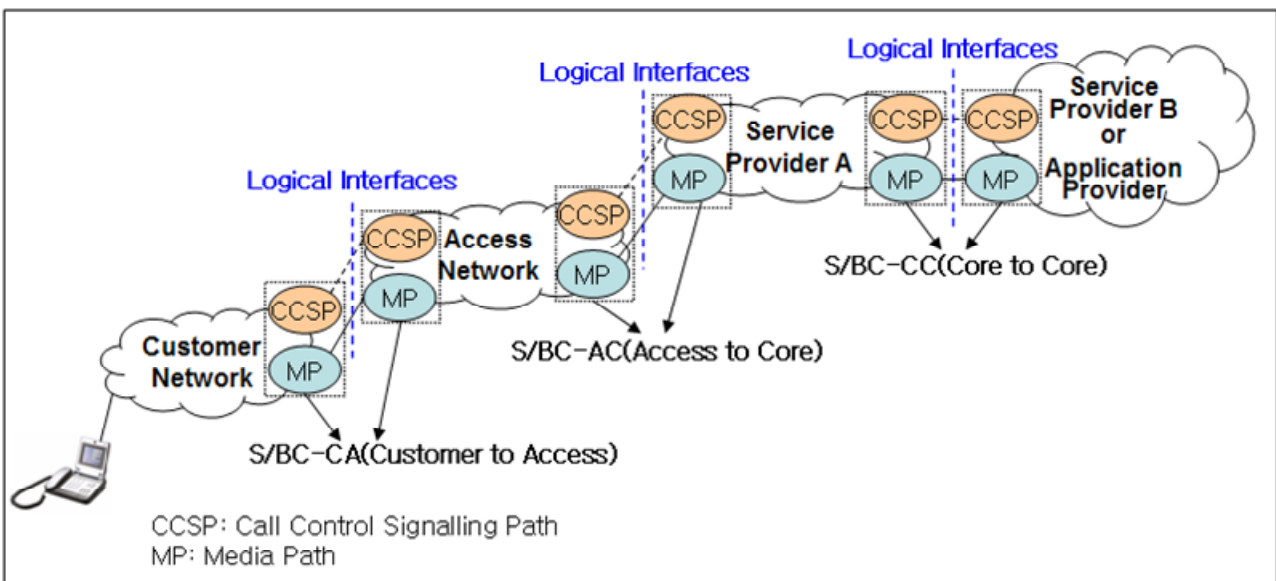 Logical Interfaces
Logical Interfaces
Logical Interfaces
CCSP
MP
Service
Provider A
CCSP
MP
CCSP
MP
Service
Provider B
or
Application
Provider
CCSP
MP
Access
Network
CCSP
MP
S/BC-CC(Core to Core)
Customer
Network
CCSP
MP
S/BC-AC(Access to Core)
S/BC-CA(Customer to Access)
CCSP: Call Control Signalling Path
MP: Media Path